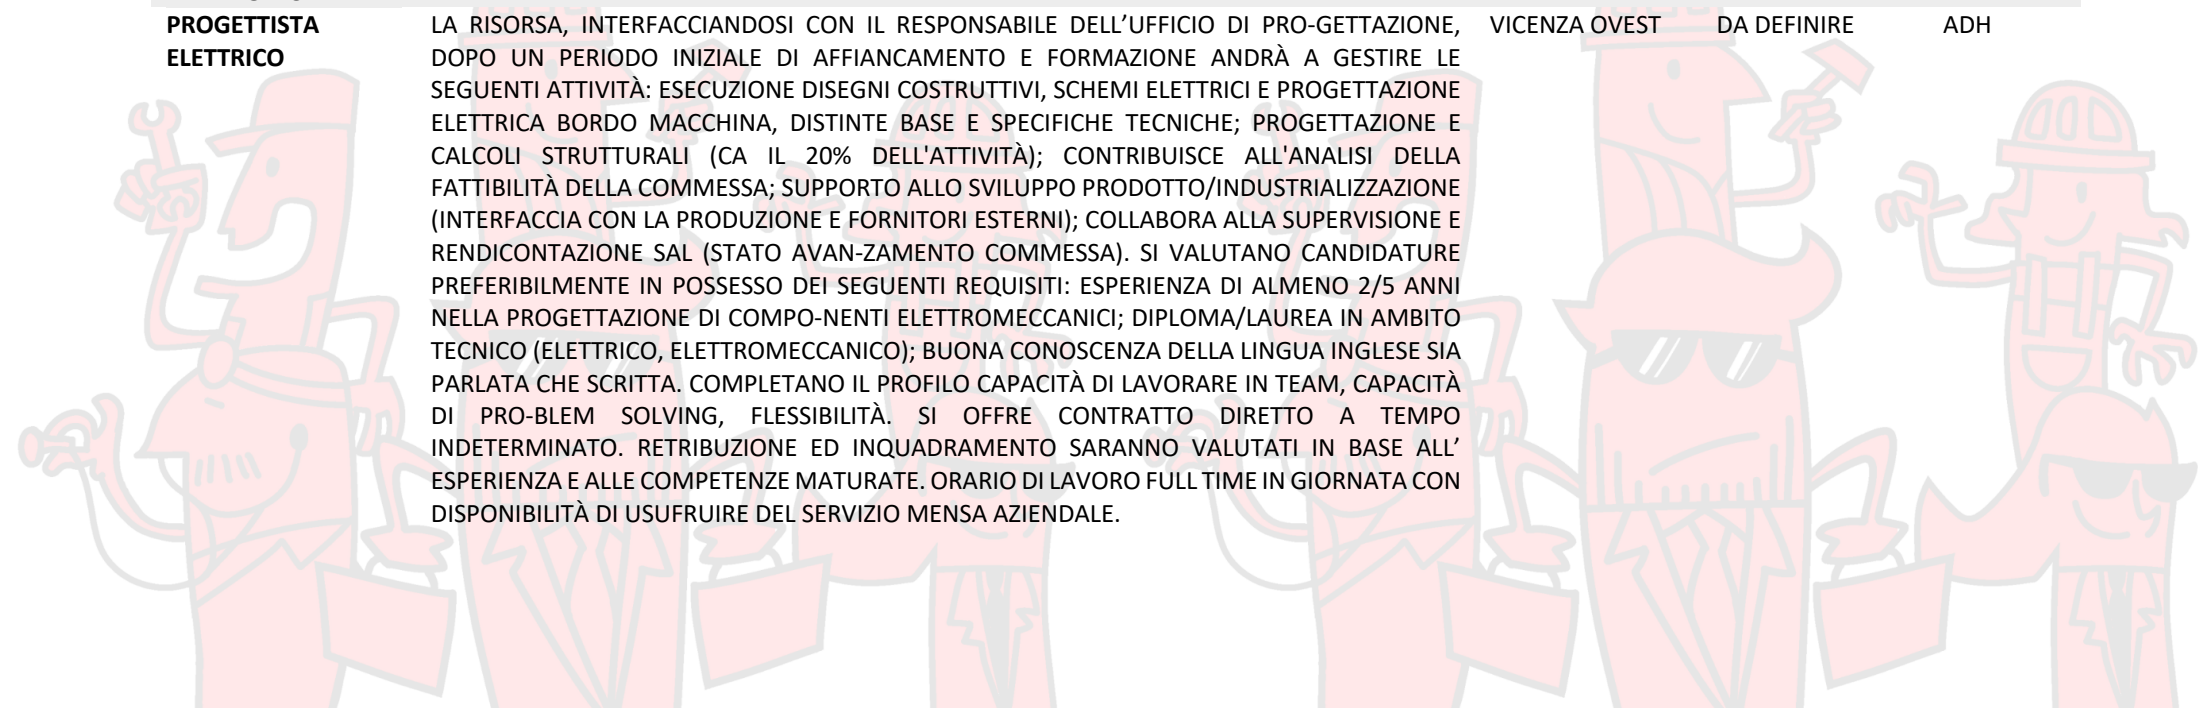 PROGETTISTA
ELETTRICO
LA RISORSA, INTERFACCIANDOSI CON IL RESPONSABILE DELL’UFFICIO DI PRO-GETTAZIONE,
DOPO UN PERIODO INIZIALE DI AFFIANCAMENTO E FORMAZIONE ANDRÀ A GESTIRE LE
SEGUENTI ATTIVITÀ: ESECUZIONE DISEGNI COSTRUTTIVI, SCHEMI ELETTRICI E PROGETTAZIONE
ELETTRICA BORDO MACCHINA, DISTINTE BASE E SPECIFICHE TECNICHE; PROGETTAZIONE E
CALCOLI STRUTTURALI (CA IL 20% DELL'ATTIVITÀ); CONTRIBUISCE ALL'ANALISI DELLA
FATTIBILITÀ DELLA COMMESSA; SUPPORTO ALLO SVILUPPO PRODOTTO/INDUSTRIALIZZAZIONE
(INTERFACCIA CON LA PRODUZIONE E FORNITORI ESTERNI); COLLABORA ALLA SUPERVISIONE E
RENDICONTAZIONE SAL (STATO AVAN-ZAMENTO COMMESSA). SI VALUTANO CANDIDATURE
PREFERIBILMENTE IN POSSESSO DEI SEGUENTI REQUISITI: ESPERIENZA DI ALMENO 2/5 ANNI
NELLA PROGETTAZIONE DI COMPO-NENTI ELETTROMECCANICI; DIPLOMA/LAUREA IN AMBITO
TECNICO (ELETTRICO, ELETTROMECCANICO); BUONA CONOSCENZA DELLA LINGUA INGLESE SIA
PARLATA CHE SCRITTA. COMPLETANO IL PROFILO CAPACITÀ DI LAVORARE IN TEAM, CAPACITÀ
DI PRO-BLEM SOLVING, FLESSIBILITÀ. SI OFFRE CONTRATTO DIRETTO A TEMPO
INDETERMINATO. RETRIBUZIONE ED INQUADRAMENTO SARANNO VALUTATI IN BASE ALL’
ESPERIENZA E ALLE COMPETENZE MATURATE. ORARIO DI LAVORO FULL TIME IN GIORNATA CON
DISPONIBILITÀ DI USUFRUIRE DEL SERVIZIO MENSA AZIENDALE.
VICENZA OVEST
DA DEFINIRE
ADH